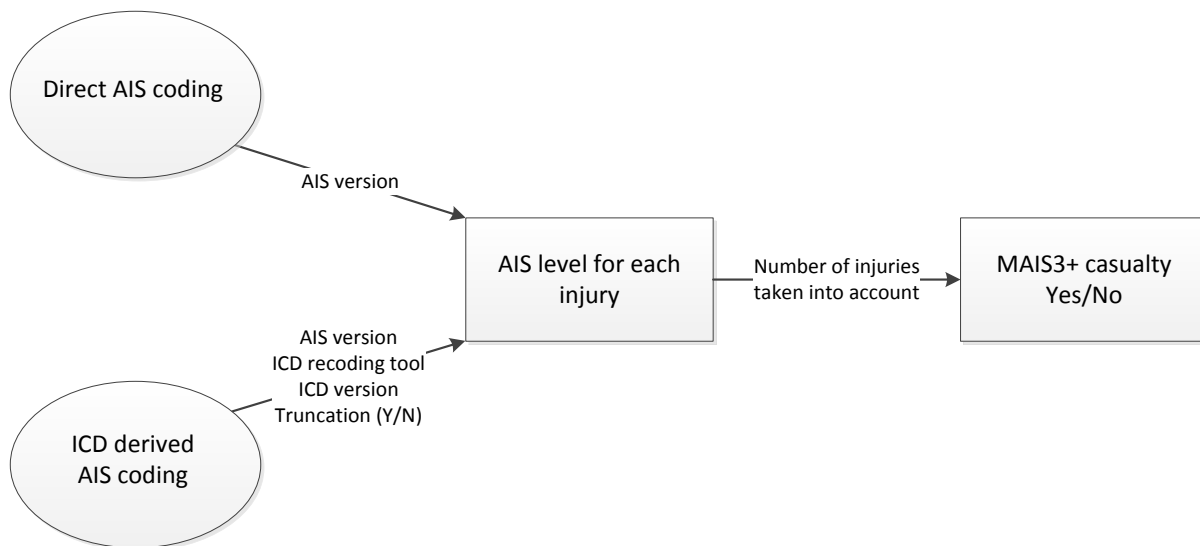 Direct AIS coding
AIS version
AIS level for each
injury
Number of injuries
taken into account
MAIS3+ casualty
Yes/No
AIS version
ICD recoding tool
ICD version
Truncation (Y/N)
ICD derived
AIS coding